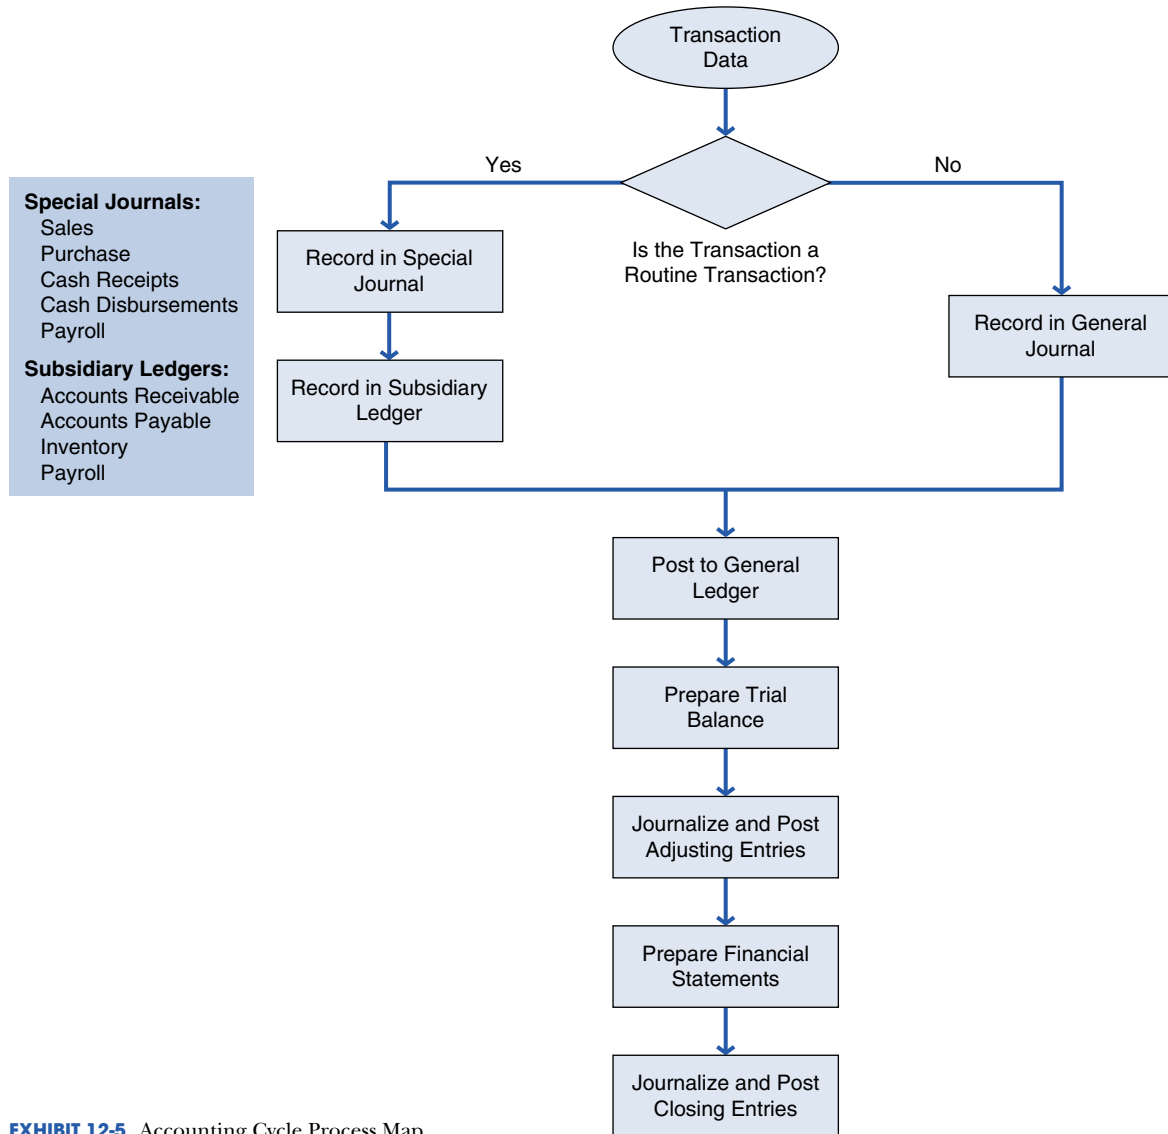 Transaction
Data
Yes
No
Special Journals:
Sales
Purchase
Cash Receipts
Cash Disbursements
Payroll
Subsidiary Ledgers:
Accounts Receivable
Accounts Payable
Inventory
Payroll
Record in Special
Journal
Is the Transaction a
Routine Transaction?
Record in General
Journal
Record in Subsidiary
Ledger
Post to General
Ledger
Prepare Trial
Balance
Journalize and Post
Adjusting Entries
Prepare Financial
Statements
Journalize and Post
Closing Entries
EXHIBIT 12-5 Accounting Cycle Process Map